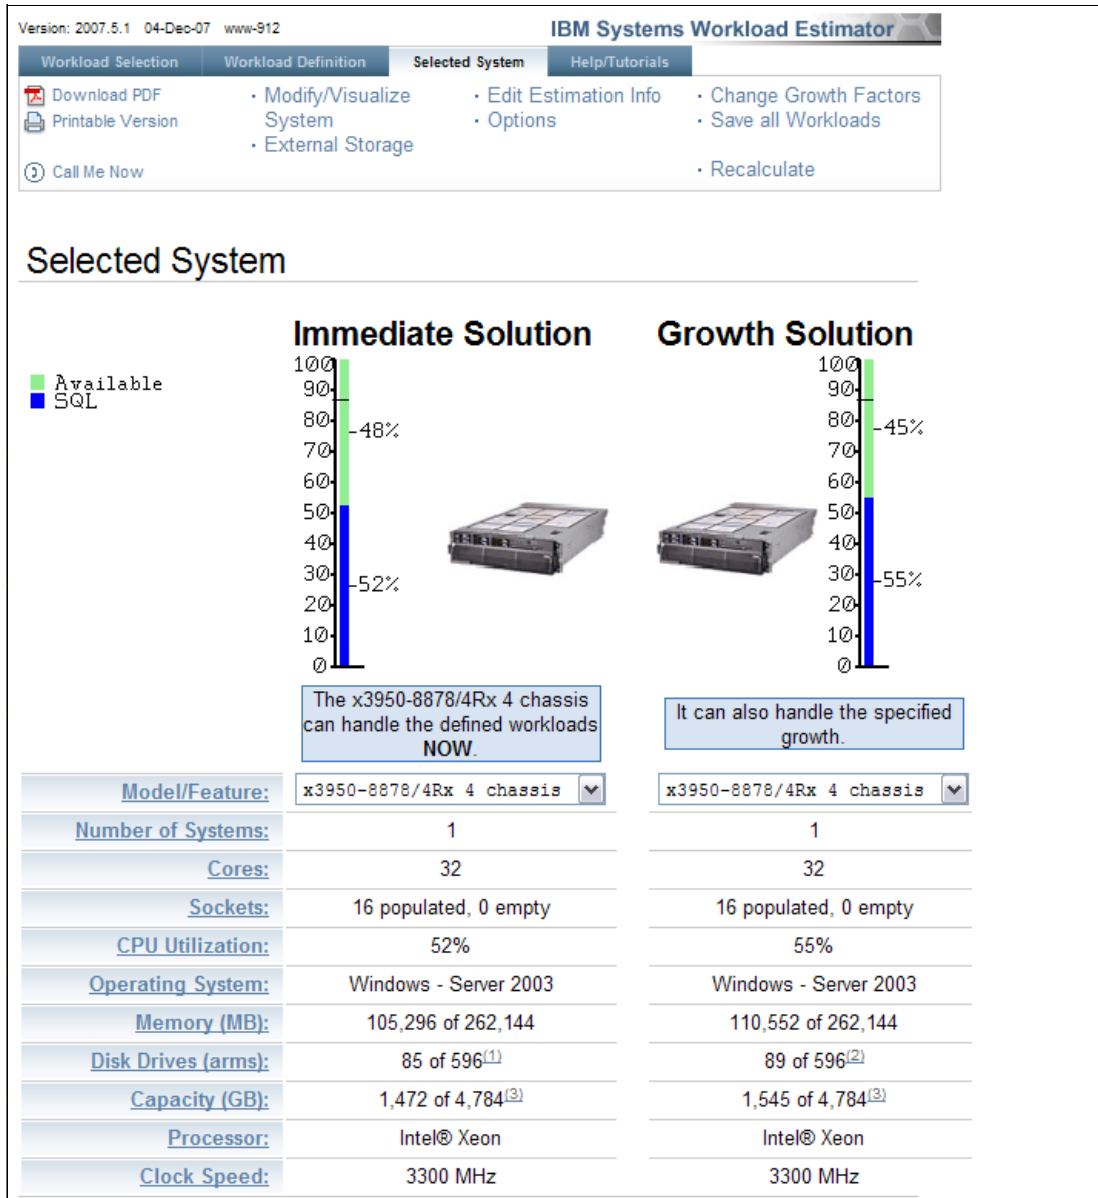 Version: 2007.5.1 04-Dec-07 www-912
IBM Systems Workload Estimator
Workload Selection Workload Definition Selected System Help/Tutorials
Download PDF
Printable Version
Call Me Now
· Modify/Visualize
System
· External Storage
· Edit Estimation Info
· Options
· Change Growth Factors
· Save all Workloads
· Recalculate
Selected System
Immediate Solution
Growth Solution
Available
SQL
100
90
80
70
60
50
40
30
20
10
0
48%
52%
100
90
80
70
60
50
40
30
20
10
0
45%
55%
The x3950-8878/4Rx 4 chassis
can handle the defined workloads
NOW.
It can also handle the specified
growth.
Model/Feature: x3950-8878/4Rx 4 chassis x3950-8878/4Rx 4 chassis
Number of Systems: 1 1
Cores: 32 32
Sockets: 16 populated, 0 empty 16 populated, 0 empty
CPU Utilization: 52% 55%
Operating System: Windows - Server 2003 Windows - Server 2003
Memory (MB): 105,296 of 262,144 110,552 of 262,144
Disk Drives (arms): 85 of 596(1) 89 of 596(2)
Capacity (GB): 1,472 of 4,784(3) 1,545 of 4,784(3)
Processor: Intel® Xeon Intel® Xeon
Clock Speed: 3300 MHz 3300 MHz